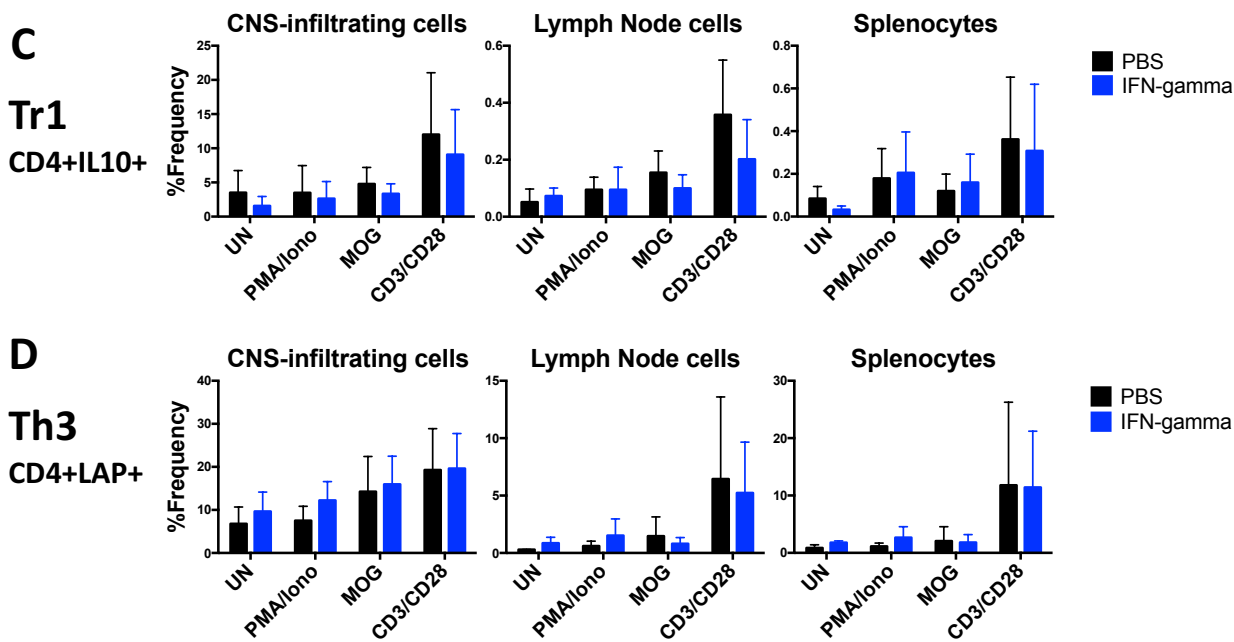 C
Tr1
CD4+IL10+
CNS-infiltrating cells
%Frequency
25
20
15
10
5
0
UN
PMA/Iono
MOG
CD3/CD28
Lymph Node cells
0.6
0.4
0.2
0.0
UN
PMA/Iono
MOG
CD3/CD28
Splenocytes
0.8
0.6
0.4
0.2
0.0
UN
PMA/Iono
MOG
CD3/CD28
PBS
IFN-gamma
D
Th3
CD4+LAP+
CNS-infiltrating cells
%Frequency
40
30
20
10
0
UN
PMA/Iono
MOG
CD3/CD28
Lymph Node cells
15
10
5
0
UN
PMA/Iono
MOG
CD3/CD28
Splenocytes
30
20
10
0
UN
PMA/Iono
MOG
CD3/CD28
PBS
IFN-gamma